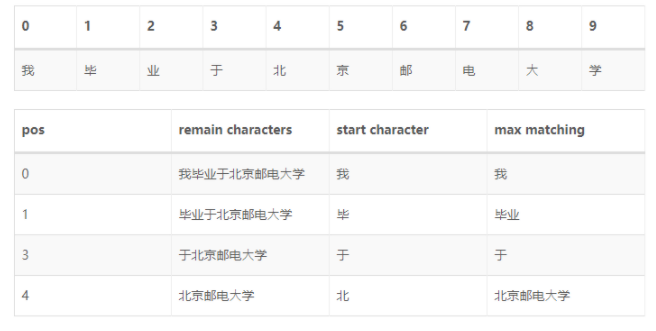 0 1 2 3 4 5 6 7 8 9
我 毕 业 于 北 京 邮 电 大 学
pos remain characters start character max matching
0 我毕业于北京邮电大学 我 我
1 毕业于北京邮电大学 毕 毕业
3 于北京邮电大学 于 于
4 北京邮电大学 北 北京邮电大学